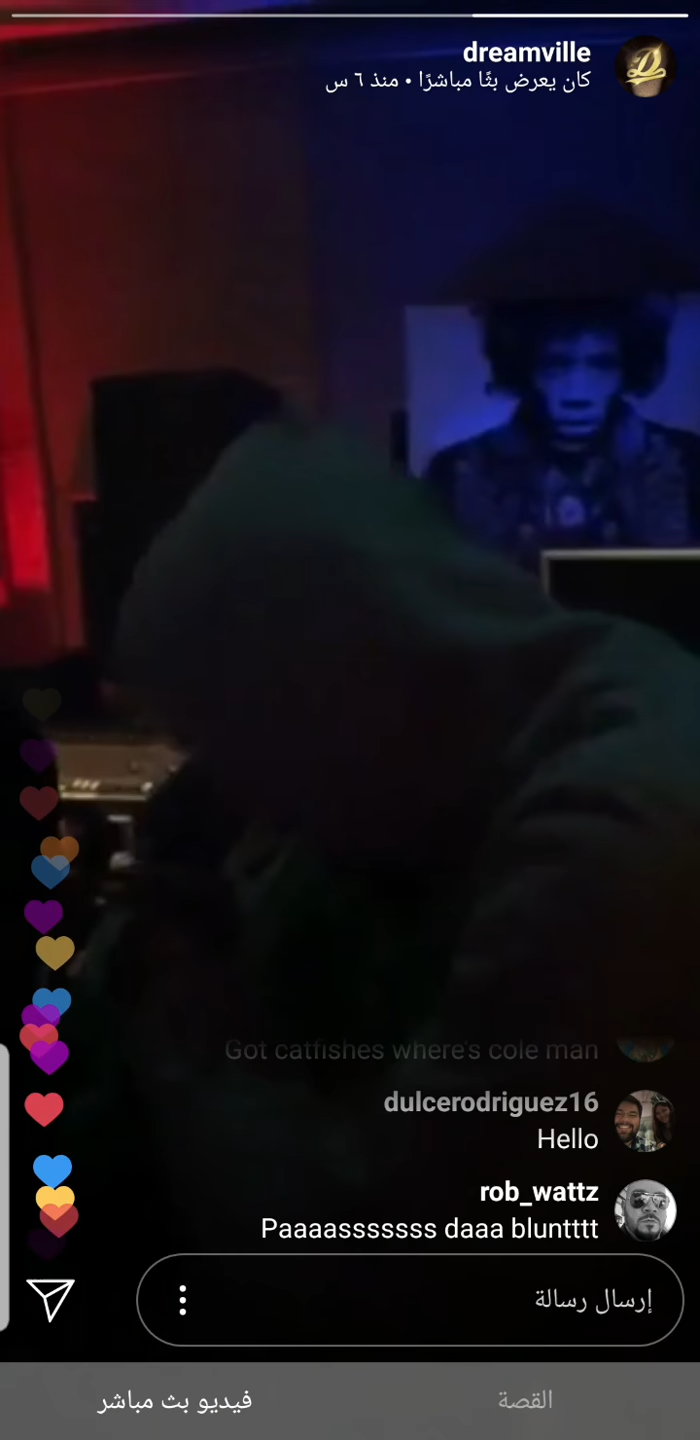 dreamville
كان يعرض بثًا مباشرًا • منذ ٦ س
Got catfishes where's cole man
dulcerodriguez16
Hello
rob_wattz
Paaaasssssss daaa bluntttt
إرسال رسالة
فيديو بث مباشر
القصة